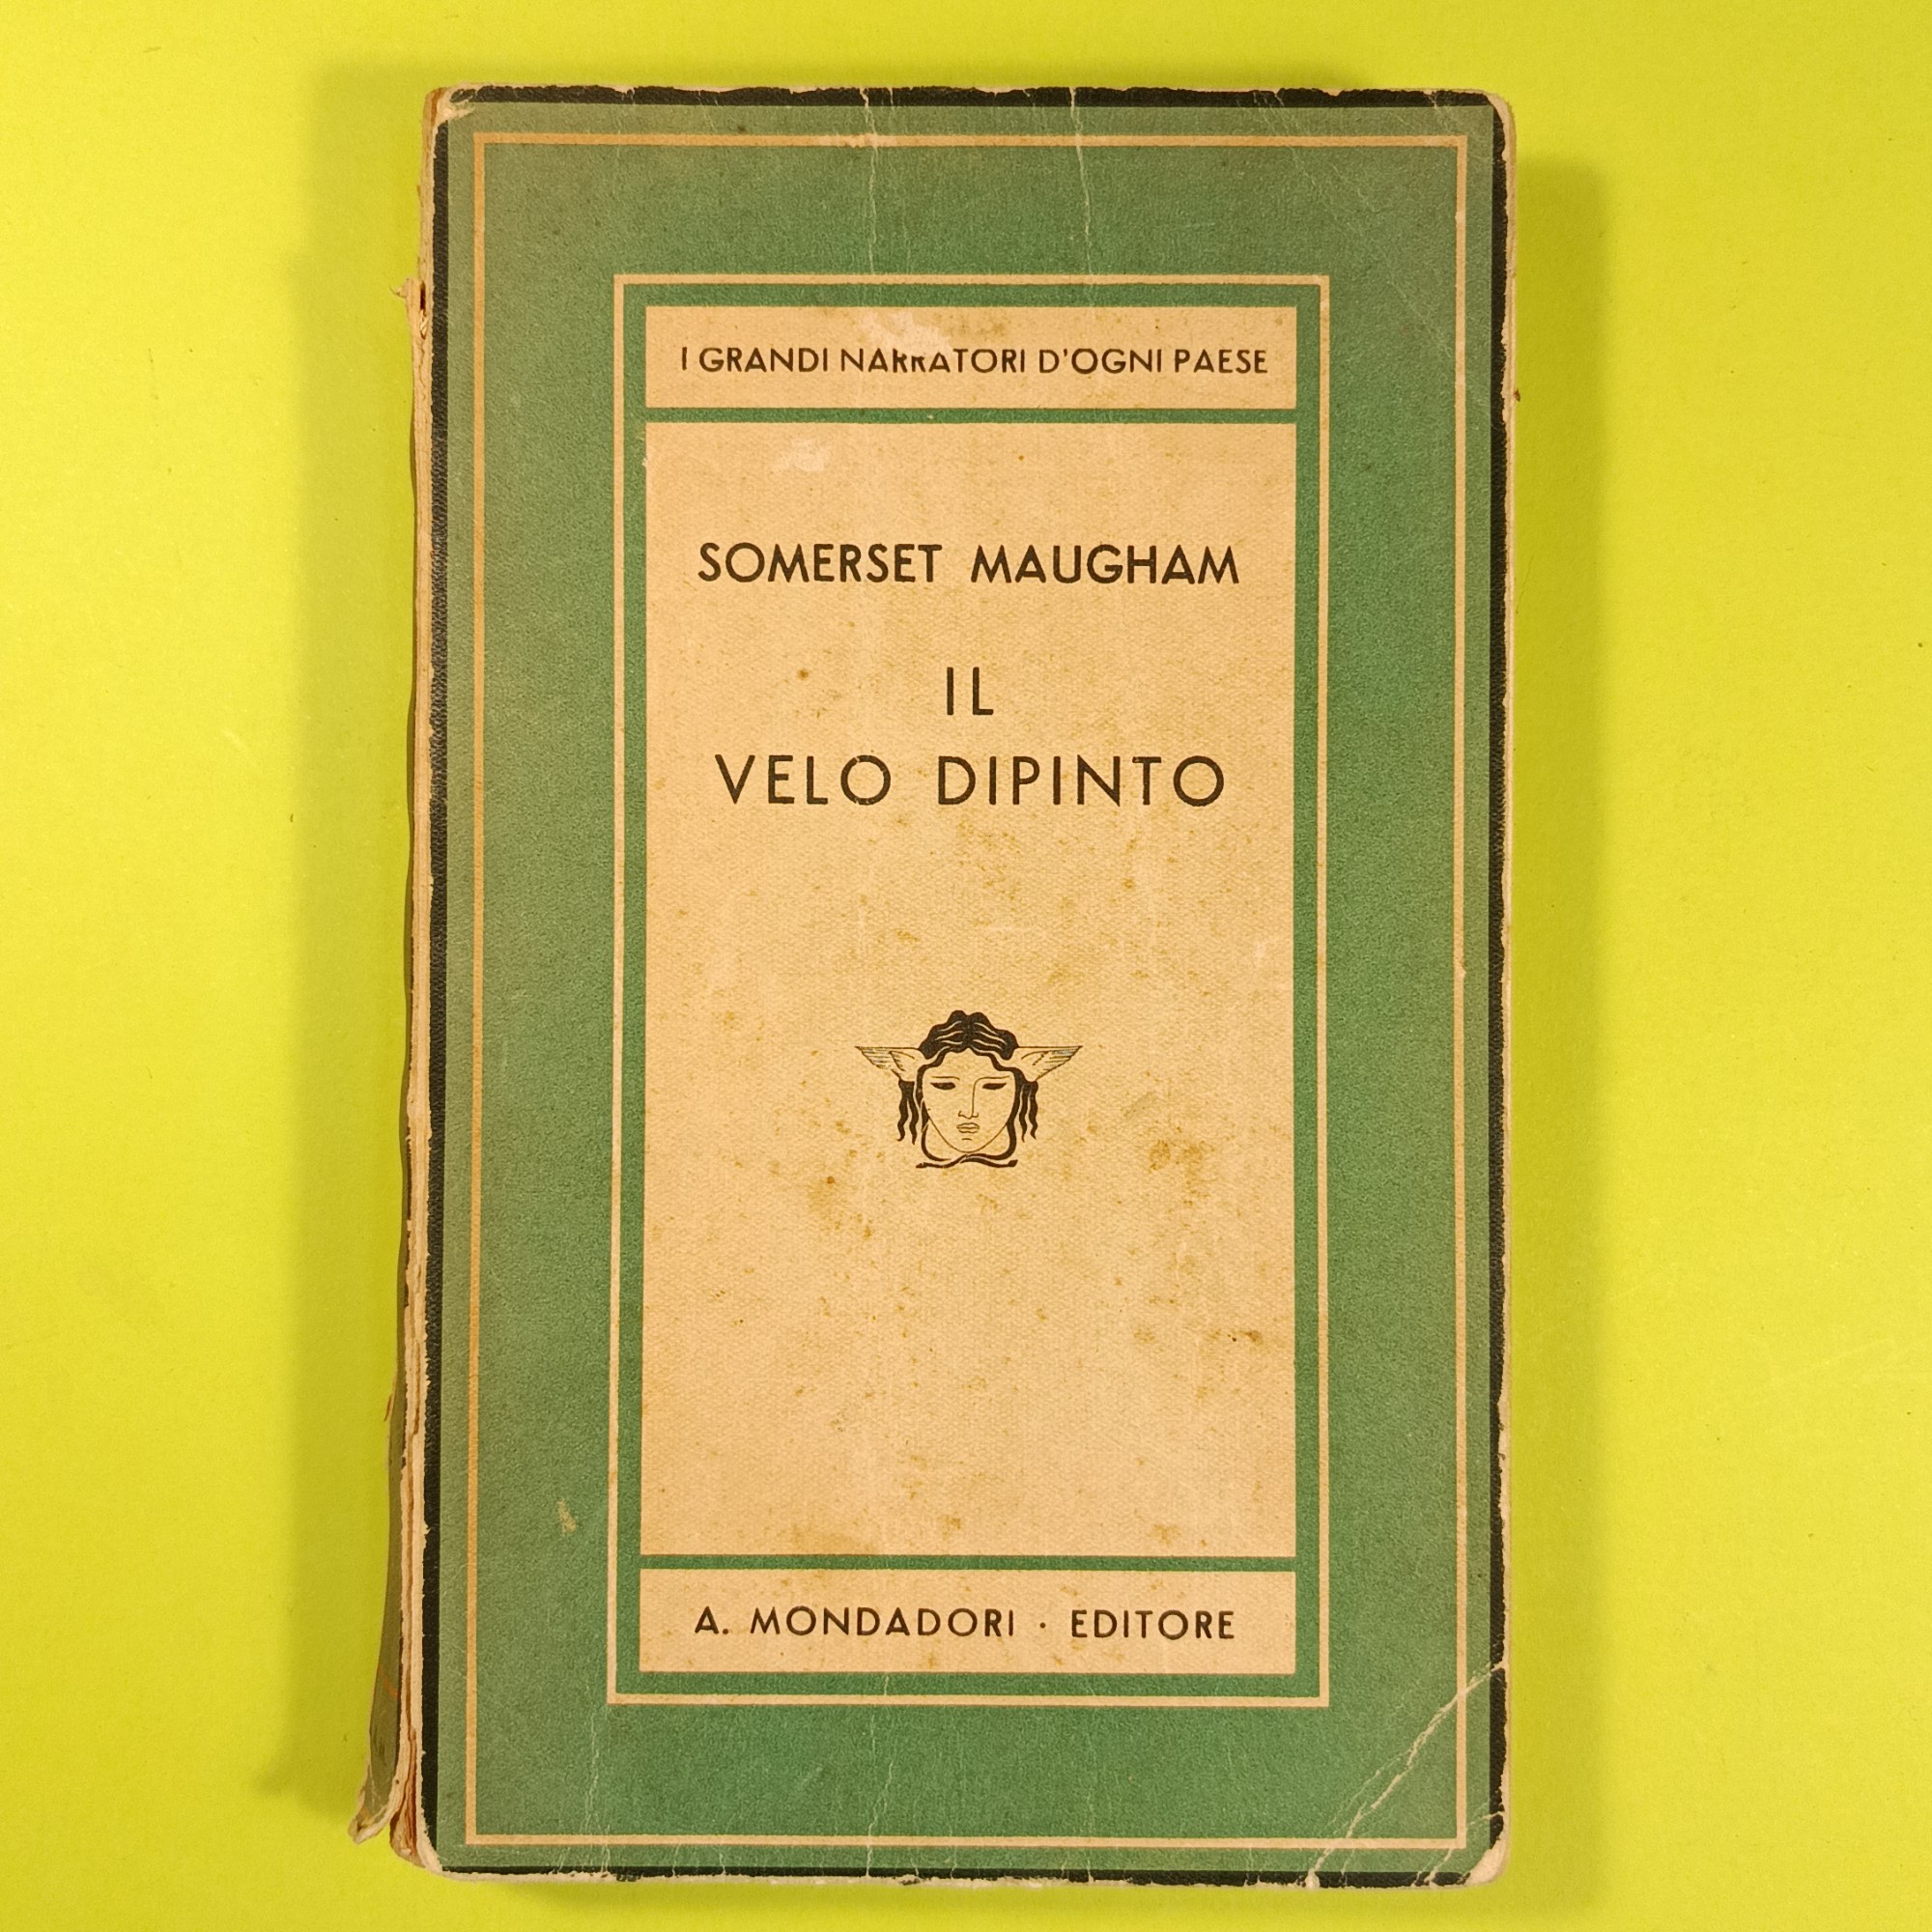 I GRANDI NARRATORI D'OGNI PAESE
SOMERSET MAUGHAM
IL
VELO DIPINTO
A. MONDADORI · EDITORE